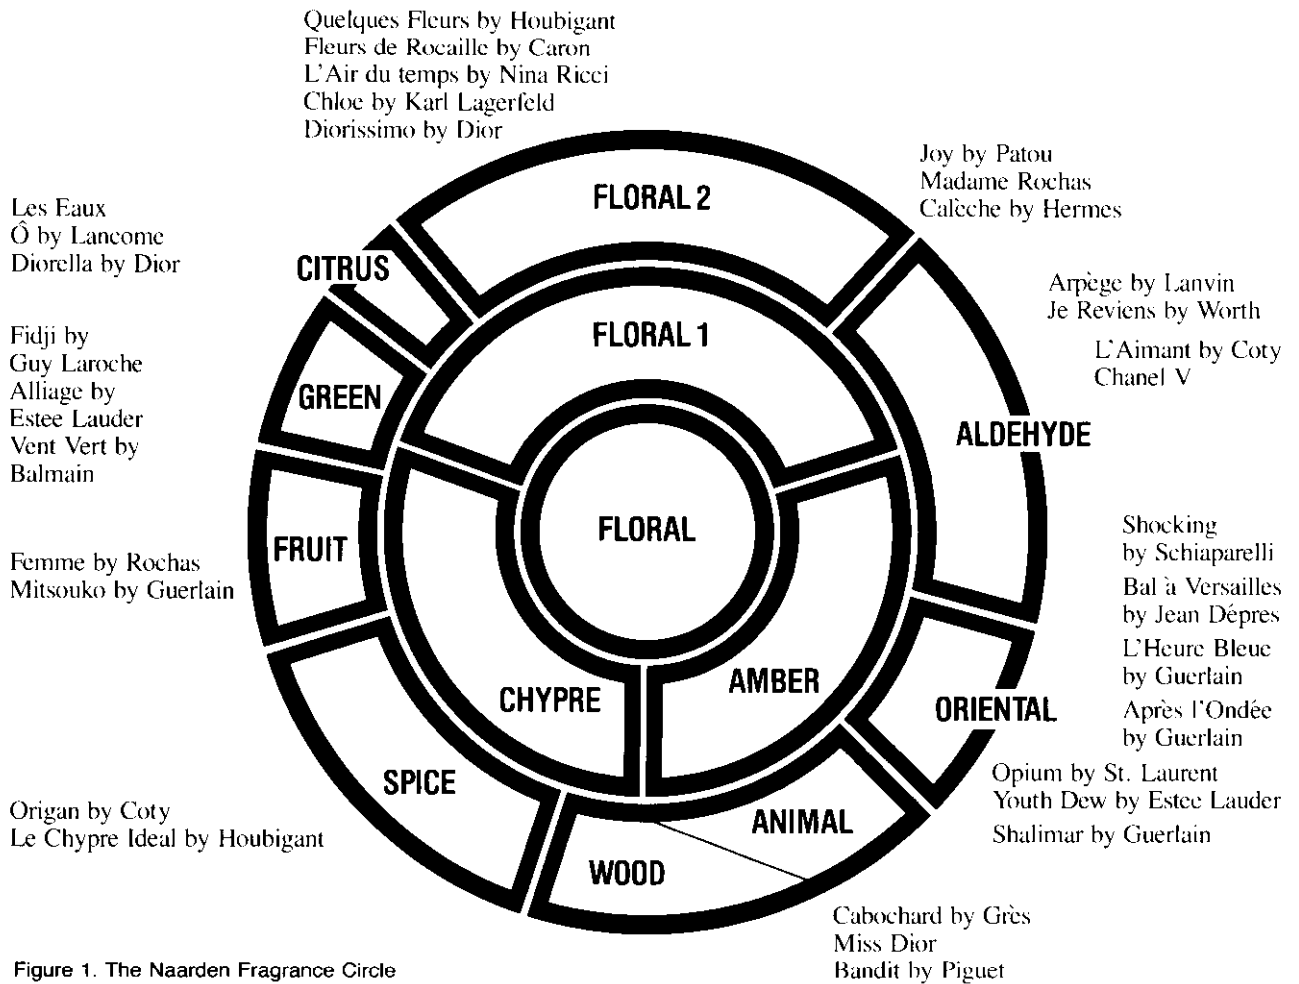 Quelques Fleurs by Houbigant
Fleurs de Rocaille by Caron
L'Air du temps by Nina Ricci
Chloe by Karl Lagerfeld
Diorissimo by Dior
Joy by Patou
Madame Rochas
Calèche by Hermes
Les Eaux
Ô by Lancome
Diorella by Dior
Arpège by Lanvin
Je Reviens by Worth
L'Aimant by Coty
Chanel V
Fidji by
Guy Laroche
Alliage by
Estee Lauder
Vent Vert by
Balmain
Femme by Rochas
Mitsouko by Guerlain
Shocking
by Schiaparelli
Bal à Versailles
by Jean Dépres
L'Heure Bleue
by Guerlain
Après l'Ondée
by Guerlain
Opium by St. Laurent
Youth Dew by Estee Lauder
Shalimar by Guerlain
Origan by Coty
Le Chypre Ideal by Houbigant
Cabochard by Grès
Miss Dior
Bandit by Piguet
FLORAL 2
CITRUS
FLORAL 1
GREEN
ALDEHYDE
FLORAL
FRUIT
CHYPRE
AMBER
ORIENTAL
SPICE
ANIMAL
WOOD
Figure 1. The Naarden Fragrance Circle